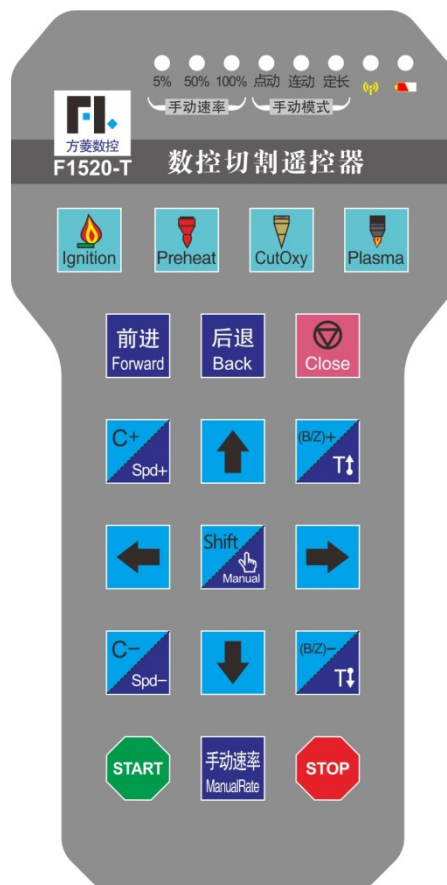 5% 50% 100% 点动 连动 定长
手动速率 手动模式
方菱数控
F1520-T 数控切割遥控器
Ignition Preheat CutOxy Plasma
前进 后退
Forward Back Close
C+ (B/Z)+
Spd+ T
Shift
Manual
C- (B/Z)-
Spd- T
START 手动速率 STOP
ManualRate